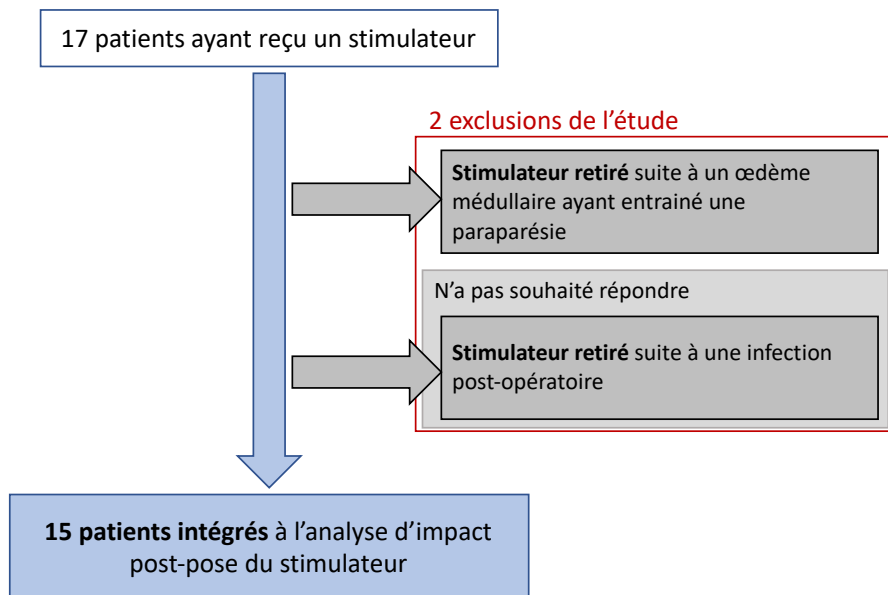 17 patients ayant reçu un stimulateur
2 exclusions de l'étude
Stimulateur retiré suite à un œdème
médullaire ayant entrainé une
paraparésie
N'a pas souhaité répondre
Stimulateur retiré suite à une infection
post-opératoire
15 patients intégrés à l'analyse d'impact
post-pose du stimulateur